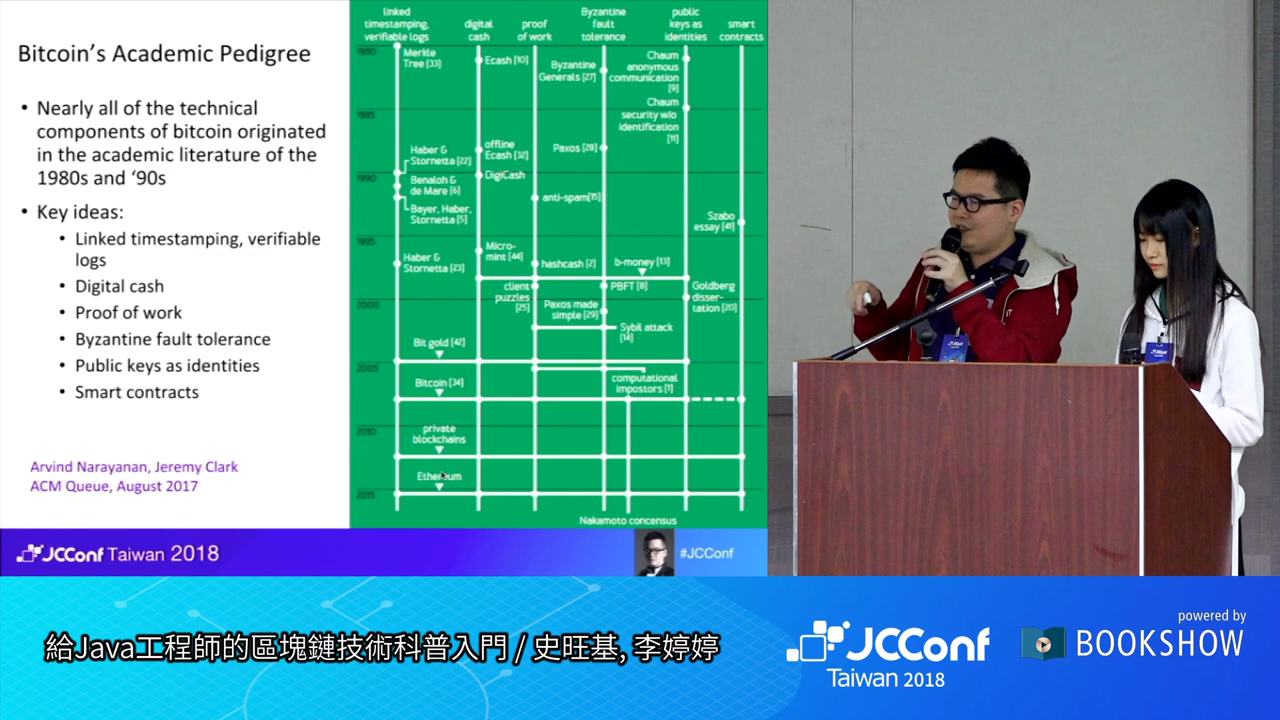 Bitcoin's Academic Pedigree
• Nearly all of the technical
components of bitcoin originated
in the academic literature of the
1980s and '90s
• Key ideas:
• Linked timestamping, verifiable
logs
• Digital cash
• Proof of work
• Byzantine fault tolerance
• Public keys as identities
• Smart contracts
Arvind Narayanan, Jeremy Clark
ACM Queue, August 2017
linked
timestamping,
verifiable logs
digital
cash
proof
of work
Byzantine
fault
tolerance
public
keys as
identities
smart
contracts
1980
Merkle
Tree [33]
Ecash [10]
Byzantine
Generals [27]
Chaum
anonymous
communication
[9]
1985
Chaum
security w/o
identification
[11]
Haber &
Stornetta [22]
offline
Ecash [32]
Paxos [28]
1990
Benaloh &
de Mare [6]
DigiCash
Bayer, Haber,
Stornetta [5]
anti-spam[15]
Szabo
essay [41]
1995
Haber &
Stornetta [23]
Micro-
mint [44]
hashcash [2]
b-money [13]
client
puzzles
[25]
PBFT [8]
Goldberg
disser-
tation [20]
2000
Paxos made
simple [29]
Sybil attack
[14]
Bit gold [42]
2005
Bitcoin [34]
computational
impostors [1]
2010
private
blockchains
Ethereum
2015
Nakamoto concensus
JCConf Taiwan 2018
#JCConf
給Java工程師的區塊鏈技術科普入門 / 史旺基, 李婷婷
JCConf
Taiwan 2018
powered by
BOOKSHOW